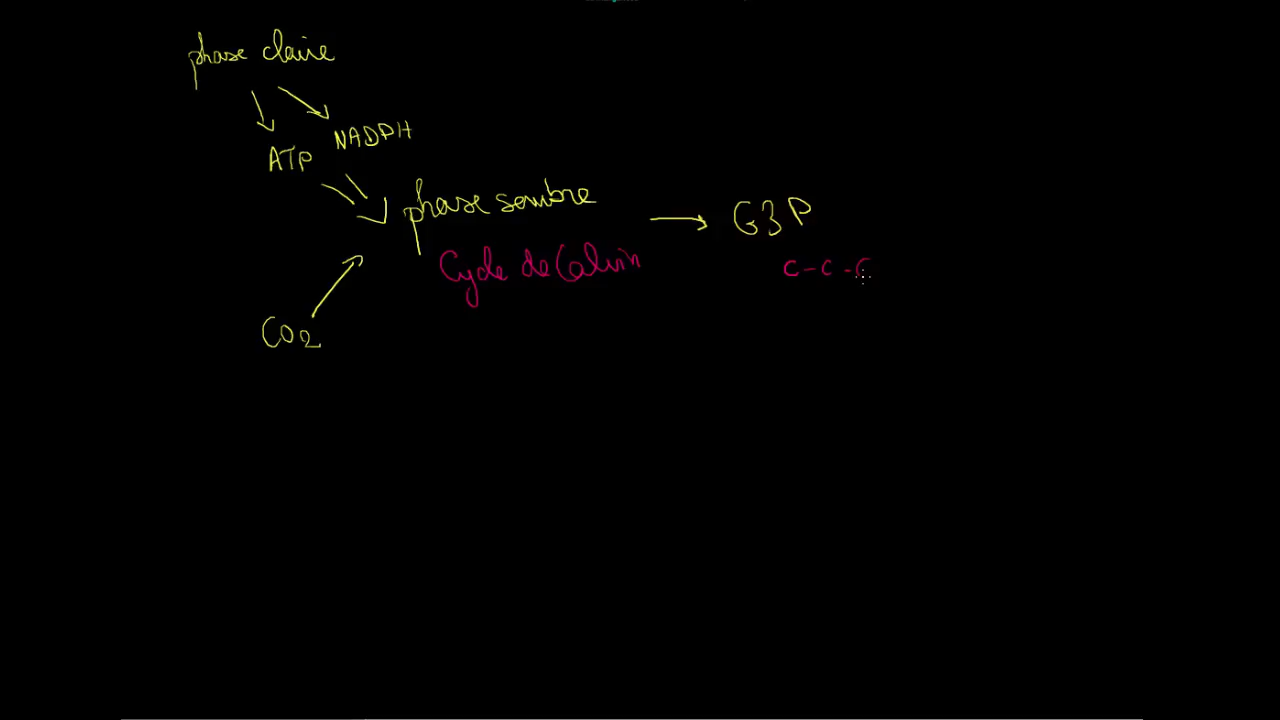 phase claire
NADPH
ATP
phase sombre
G3P
Cycle de Calvin
C-C-C
CO2